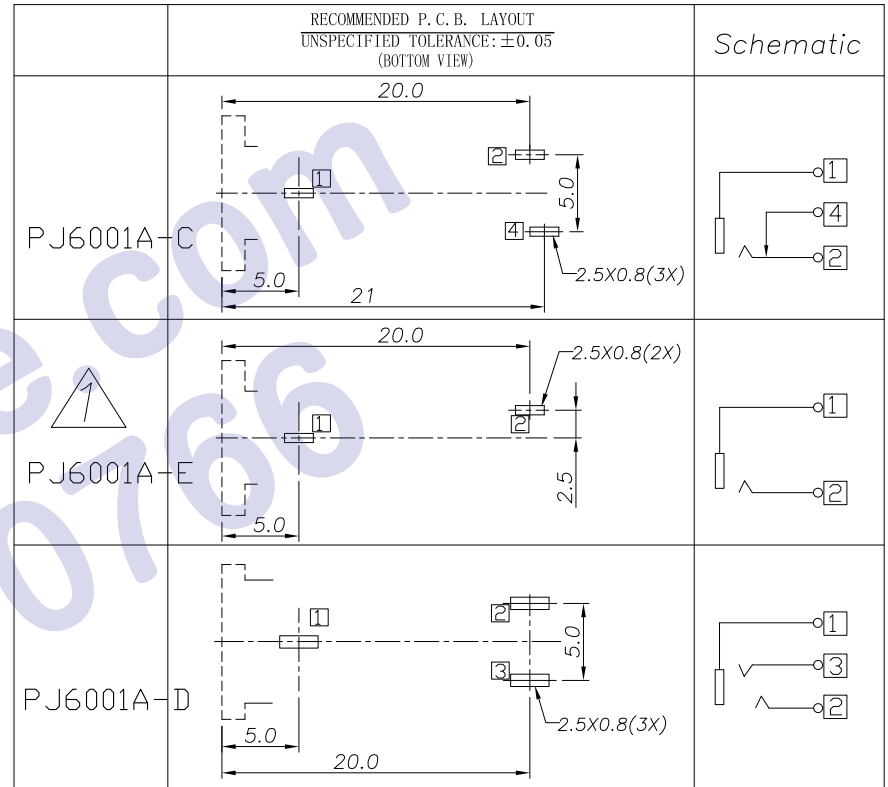 RECOMMENDED P.C.B. LAYOUT
UNSPECIFIED TOLERANCE:±0.05
(BOTTOM VIEW)
Schematic
PJ6001A-C
20.0
1
2
4
5.0
5.0
21
2.5X0.8(3X)
1
4
2
1
PJ6001A-E
20.0
2.5X0.8(2X)
1
2
2.5
5.0
1
2
PJ6001A-D
1
2
3
5.0
5.0
20.0
2.5X0.8(3X)
1
3
2
e.com
0766